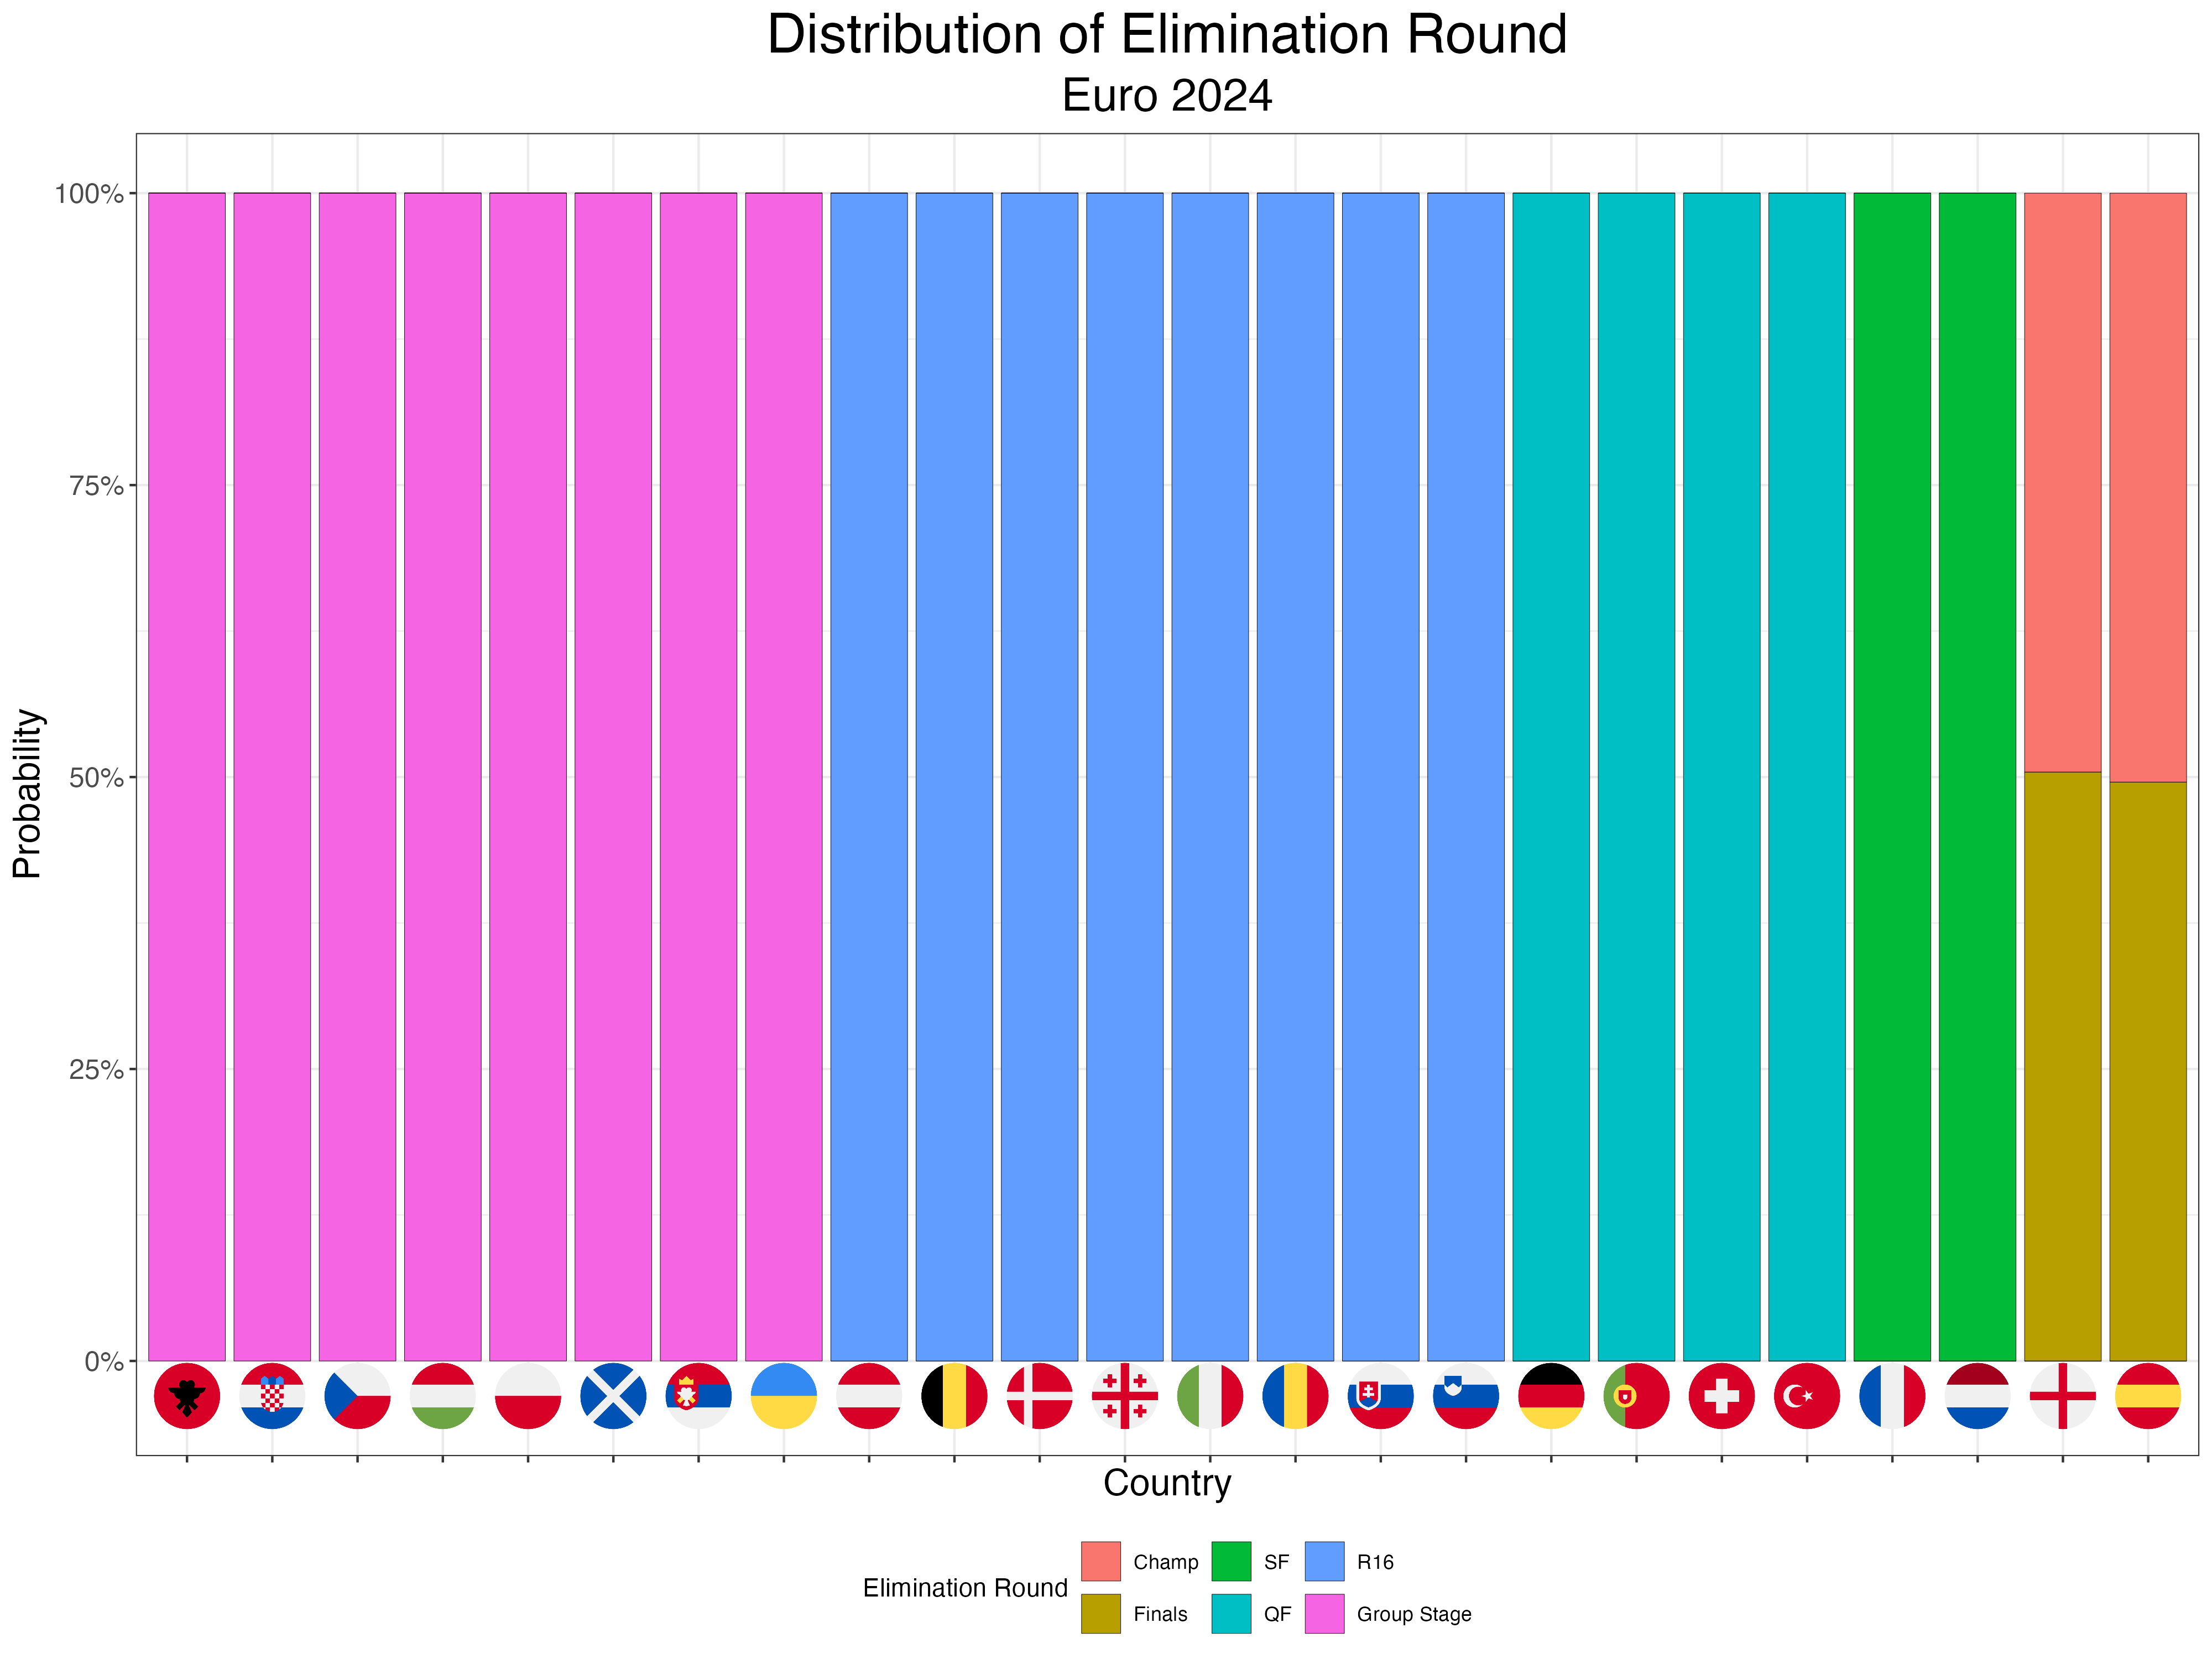 Distribution of Elimination Round
Euro 2024
Probability
100%
75%
50%
25%
0%
Country
Elimination Round
Champ
SF
R16
Finals
QF
Group Stage